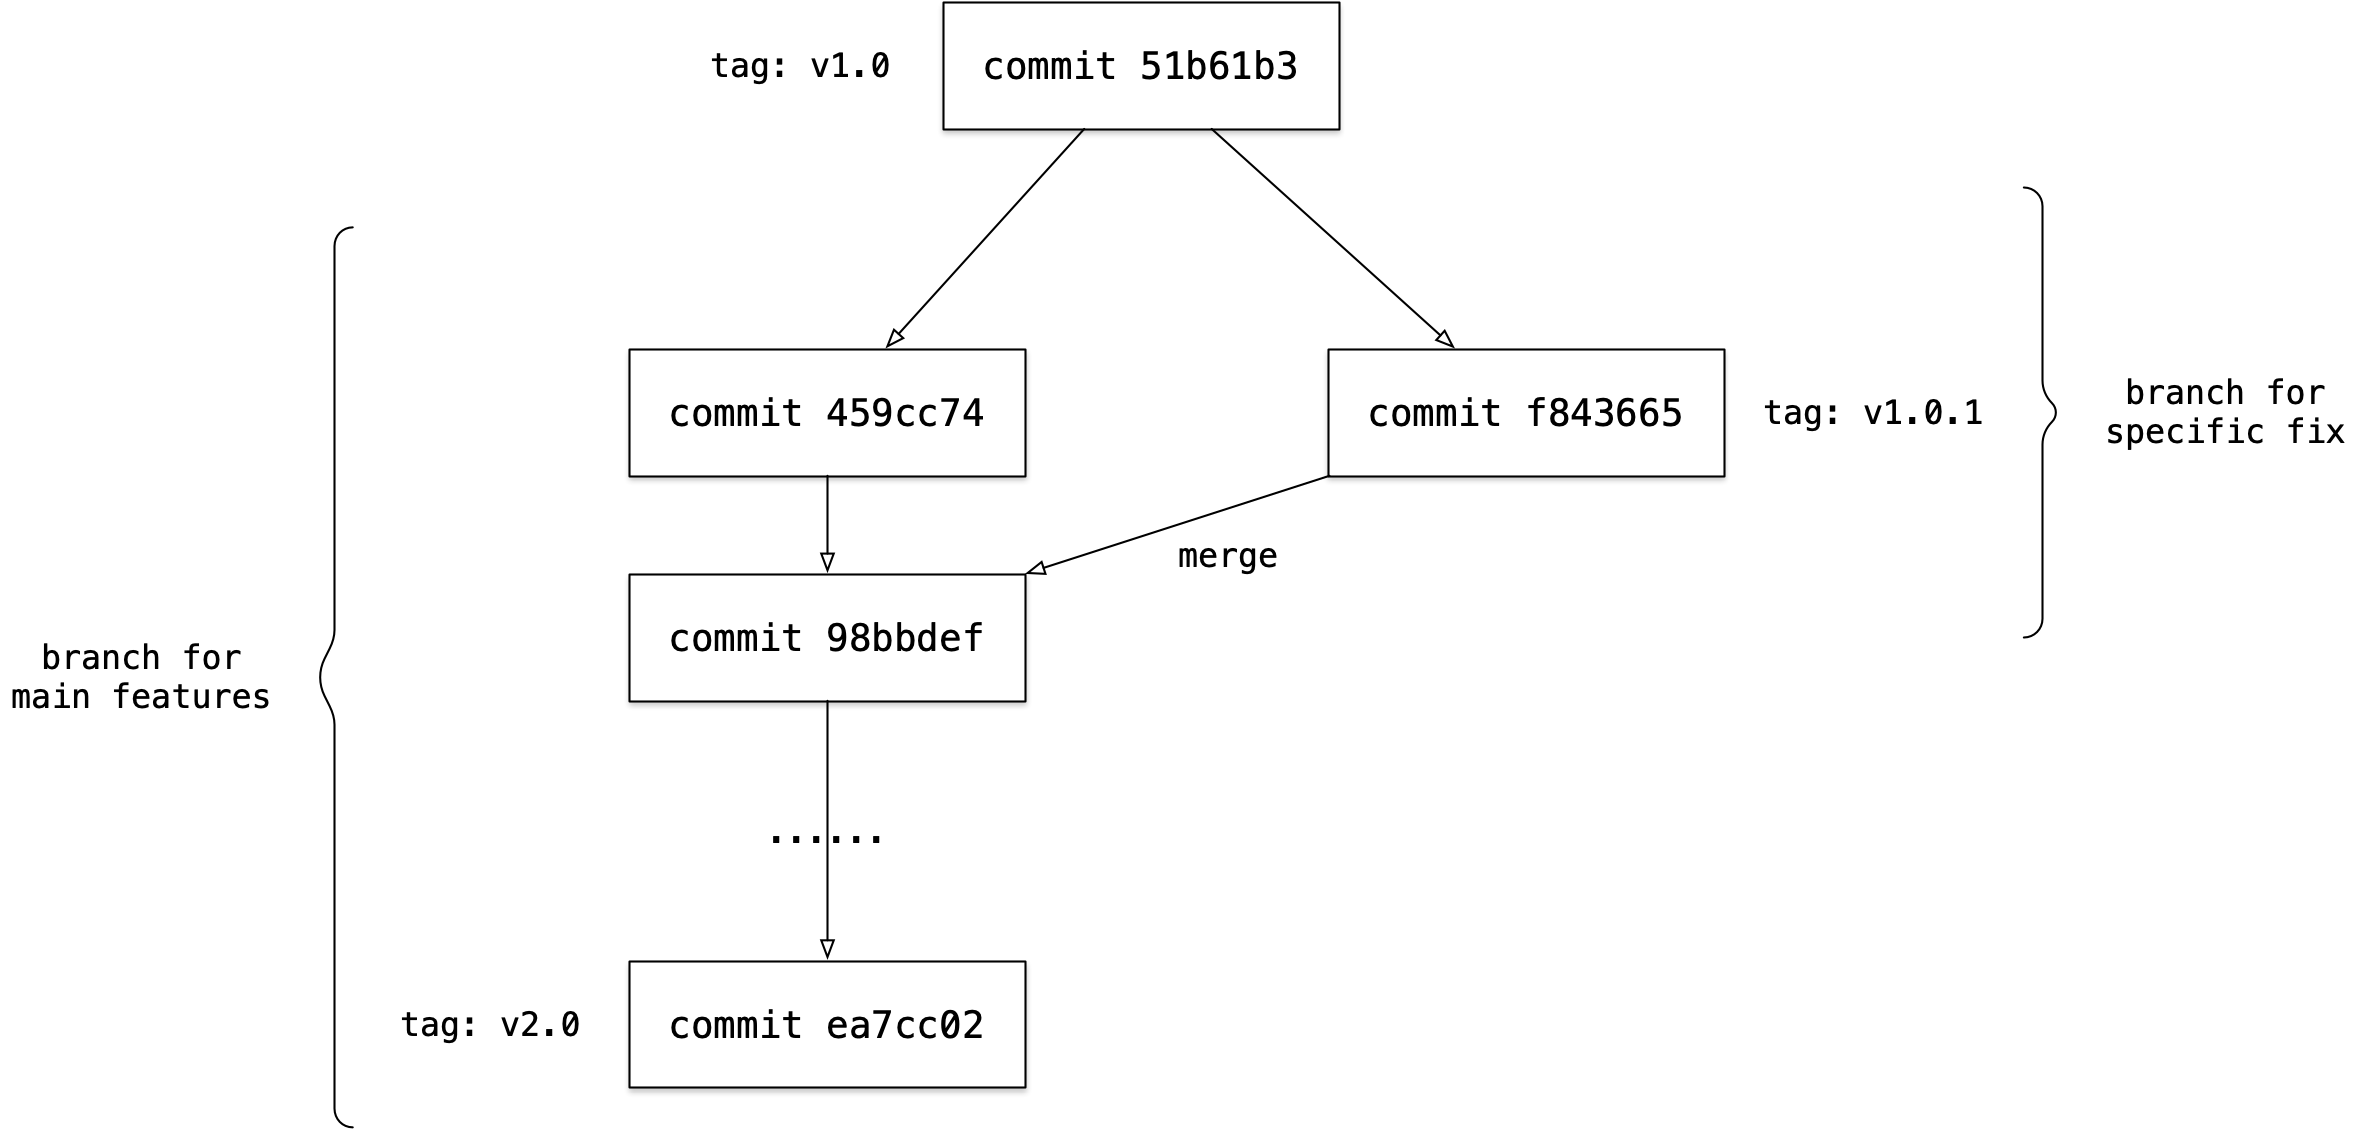 tag: v1.0
commit 51b61b3
commit 459cc74
commit f843665
tag: v1.0.1
branch for
specific fix
merge
commit 98bbdef
branch for
main features
......
tag: v2.0
commit ea7cc02